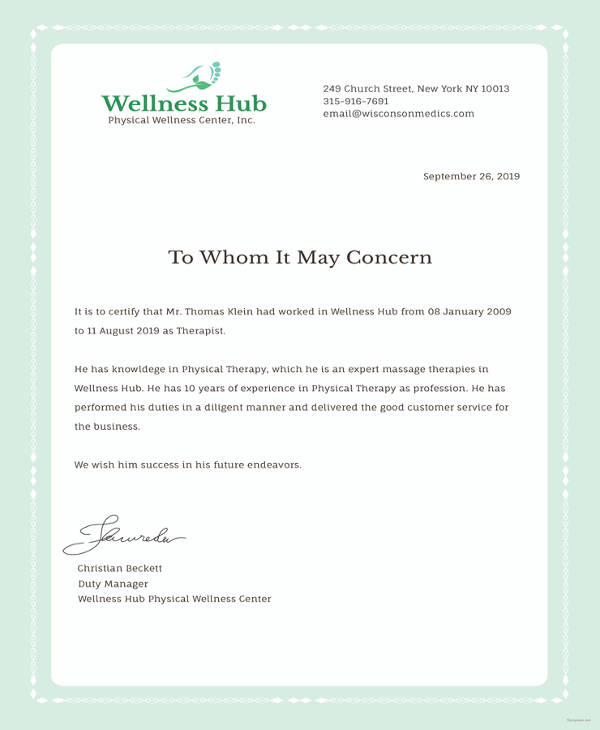 Wellness Hub
Physical Wellness Center, Inc.
249 Church Street, New York NY 10013
315-916-7691
email@wisconsonmedics.com
September 26, 2019
To Whom It May Concern
It is to certify that Mr. Thomas Klein had worked in Wellness Hub from 08 January 2009
to 11 August 2019 as Therapist.
He has knowldege in Physical Therapy, which he is an expert massage therapies in
Wellness Hub. He has 10 years of experience in Physical Therapy as profession. He has
performed his duties in a diligent manner and delivered the good customer service for
the business.
We wish him success in his future endeavors.
Christian Beckett
Duty Manager
Wellness Hub Physical Wellness Center